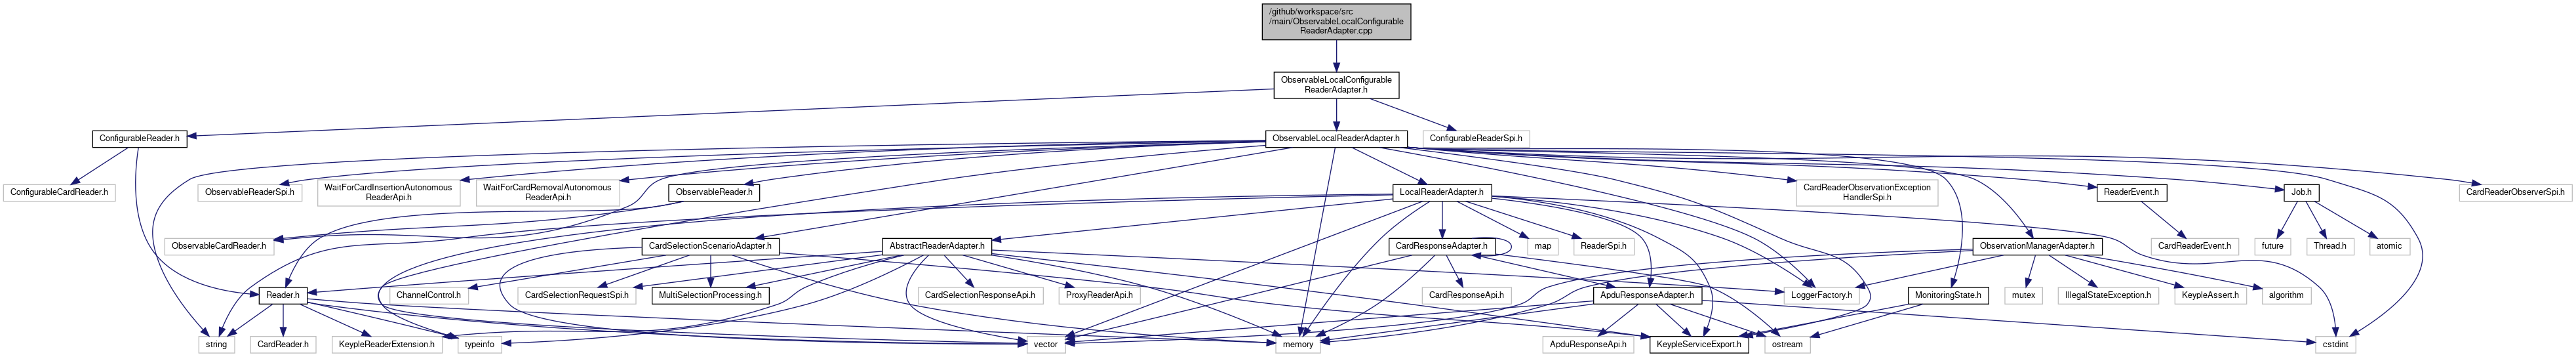 /github/workspace/src
/main/ObservableLocalConfigurable
ReaderAdapter.cpp
ObservableLocalConfigurable
ReaderAdapter.h
ConfigurableReader.h
ObservableLocalReaderAdapter.h
ConfigurableReaderSpi.h
ConfigurableCardReader.h
ObservableReaderSpi.h
WaitForCardInsertionAutonomous
ReaderApi.h
WaitForCardRemovalAutonomous
ReaderApi.h
ObservableReader.h
LocalReaderAdapter.h
CardReaderObservationException
HandlerSpi.h
ReaderEvent.h
Job.h
CardReaderObserverSpi.h
ObservableCardReader.h
CardSelectionScenarioAdapter.h
AbstractReaderAdapter.h
CardResponseAdapter.h
map
ReaderSpi.h
ObservationManagerAdapter.h
CardReaderEvent.h
future
Thread.h
atomic
Reader.h
ChannelControl.h
CardSelectionRequestSpi.h
MultiSelectionProcessing.h
CardSelectionResponseApi.h
ProxyReaderApi.h
CardResponseApi.h
ApduResponseAdapter.h
LoggerFactory.h
MonitoringState.h
mutex
IllegalStateException.h
KeypleAssert.h
algorithm
string
CardReader.h
KeypleReaderExtension.h
typeinfo
vector
memory
ApduResponseApi.h
KeypleServiceExport.h
ostream
cstdint